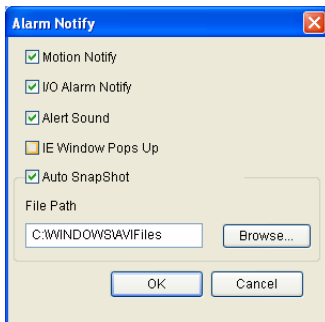 Alarm Notify
Motion Notify
I/O Alarm Notify
Alert Sound
IE Window Pops Up
Auto SnapShot
File Path
C:\WINDOWS\AVIFiles
Browse...
OK
Cancel